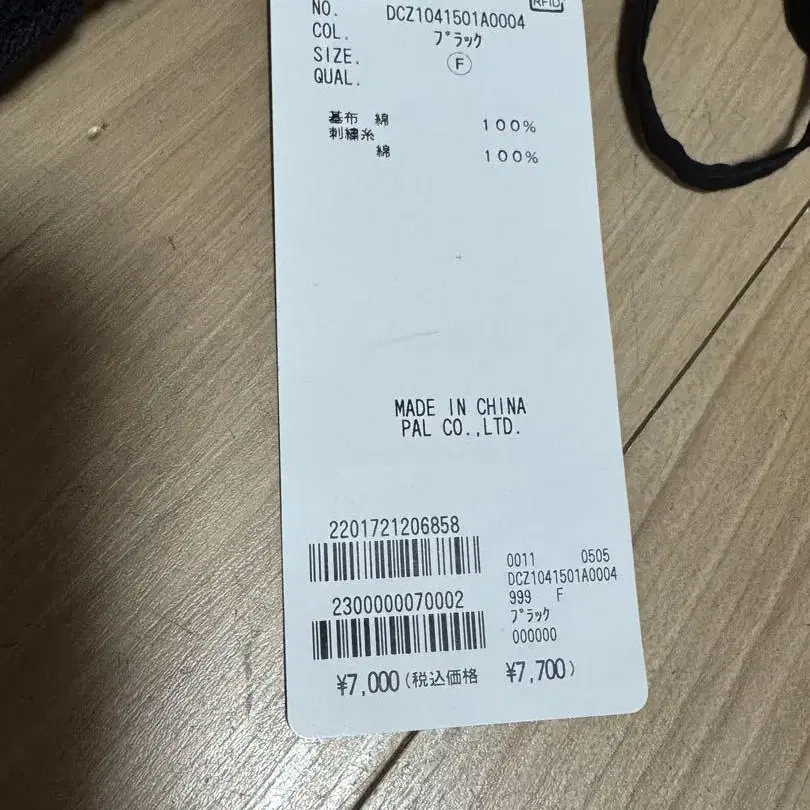 RFID
NO. DCZ1041501A0004
COL. ﾌﾞﾗｯｸ
SIZE. F
QUAL.
基布 綿 100%
刺繍糸
綿 100%
MADE IN CHINA
PAL CO.,LTD.
2201721206858
2300000070002
0011 0505
DCZ1041501A0004
999 F
ﾌﾞﾗｯｸ
000000
¥7,000(税込価格 ¥7,700)